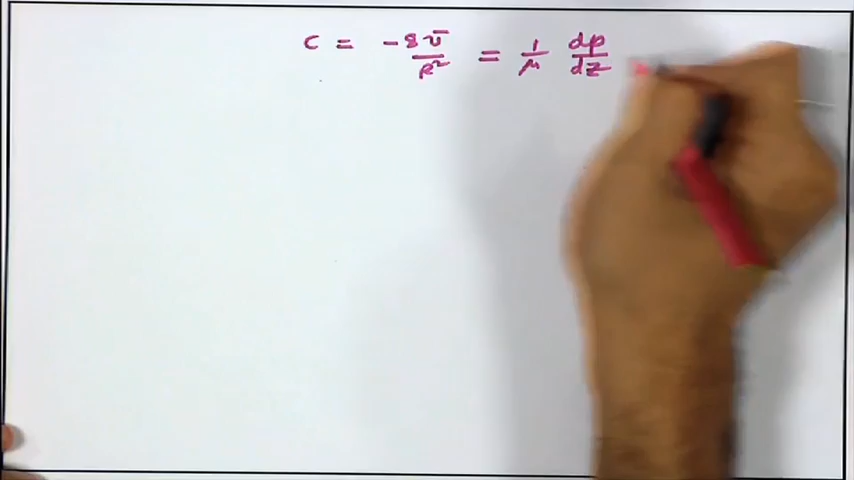 c = -8v̄/R² = 1/μ dp/dz